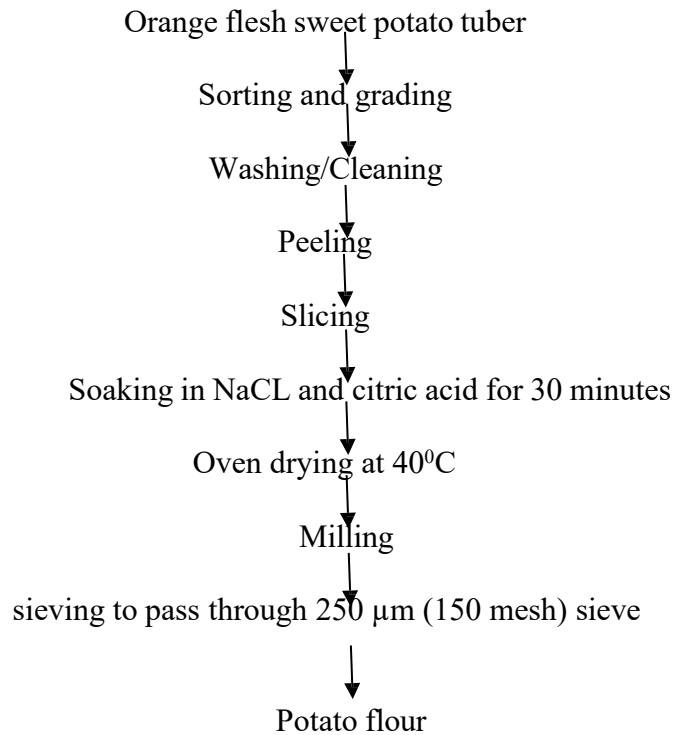 Orange flesh sweet potato tuber
Sorting and grading
Washing/Cleaning
Peeling
Slicing
Soaking in NaCL and citric acid for 30 minutes
Oven drying at 40⁰C
Milling
sieving to pass through 250 µm (150 mesh) sieve
Potato flour